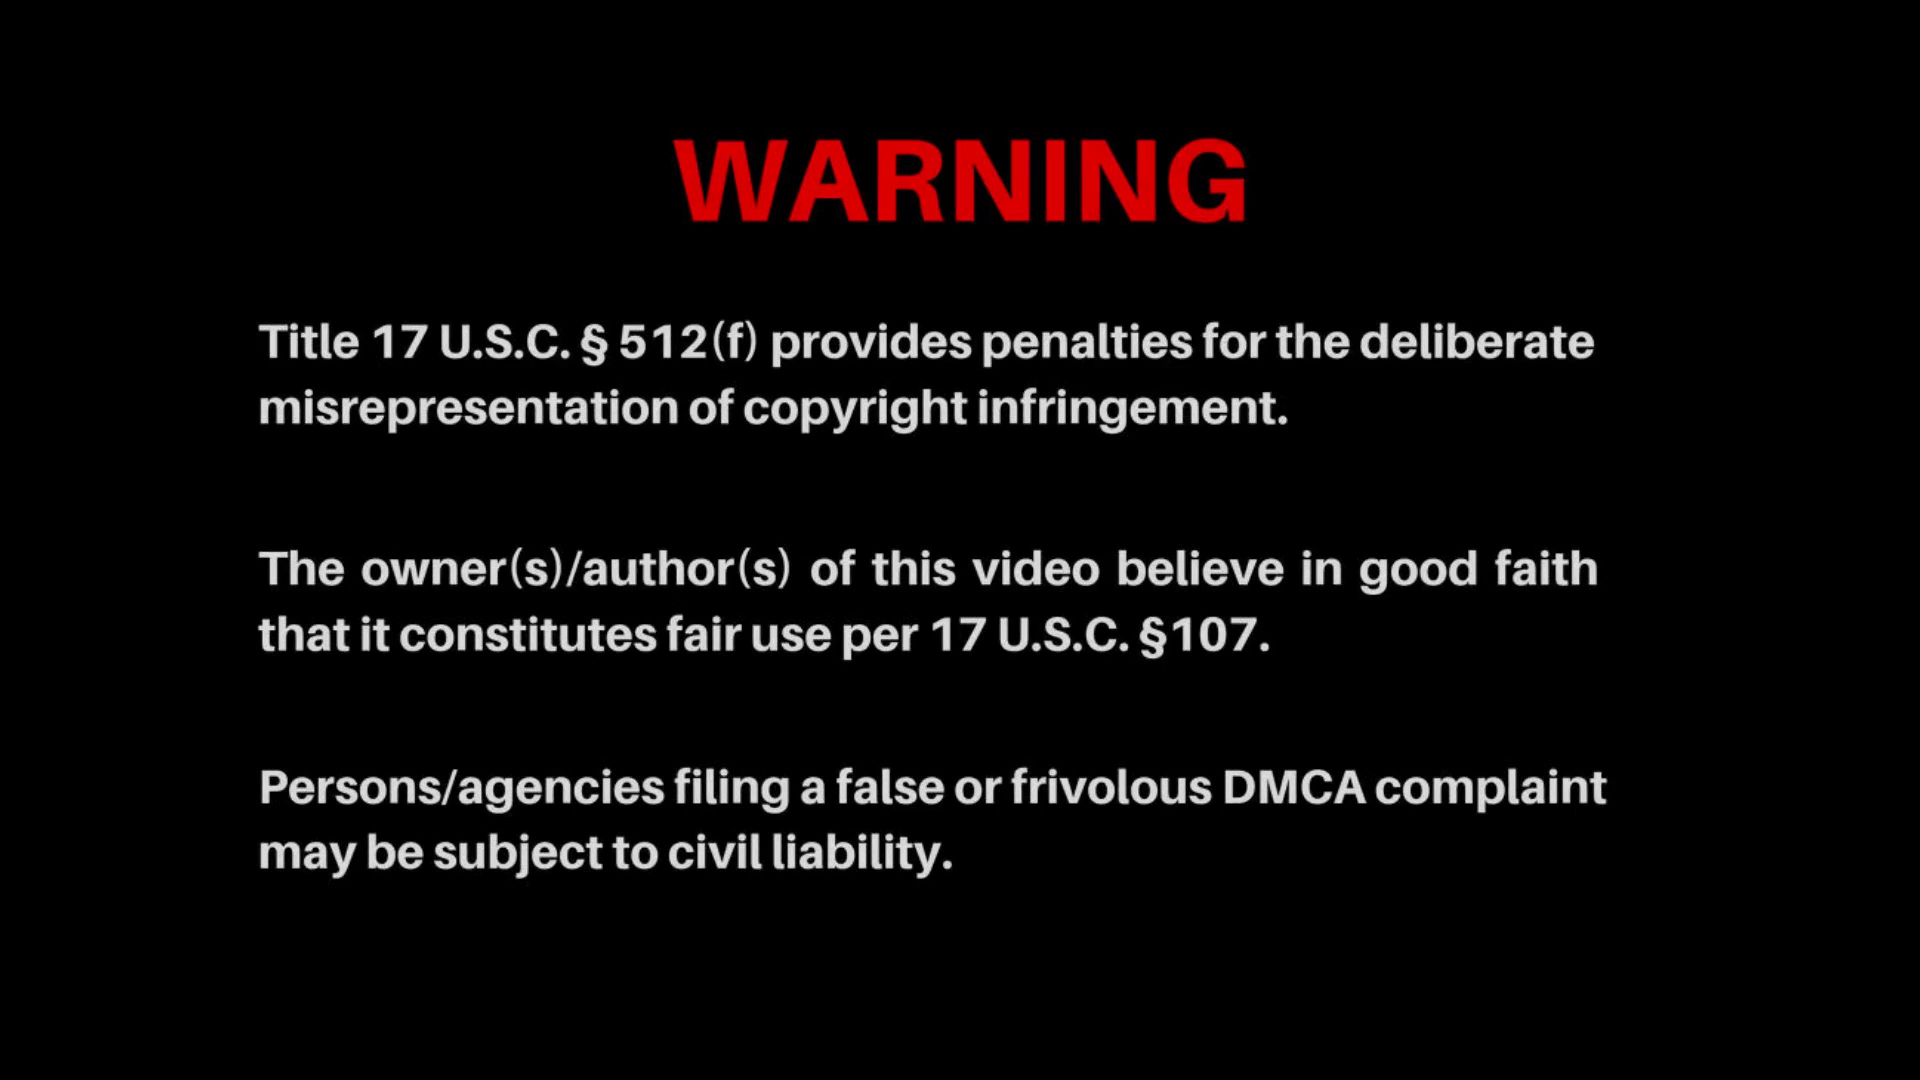 WARNING
Title 17 U.S.C. § 512(f) provides penalties for the deliberate
misrepresentation of copyright infringement.
The owner(s)/author(s) of this video believe in good faith
that it constitutes fair use per 17 U.S.C. §107.
Persons/agencies filing a false or frivolous DMCA complaint
may be subject to civil liability.